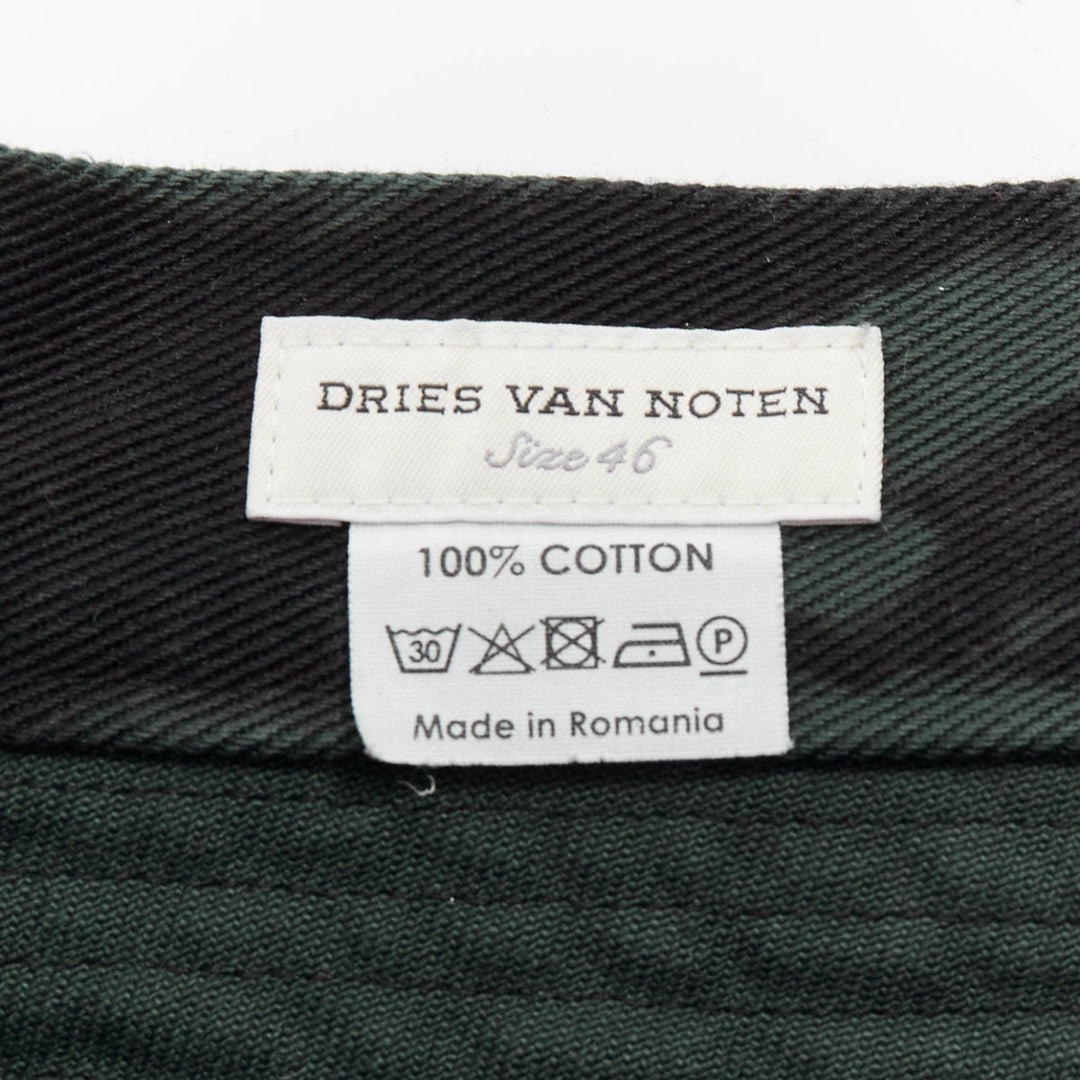 DRIES VAN NOTEN
Size 46
100% COTTON
30 P
Made in Romania